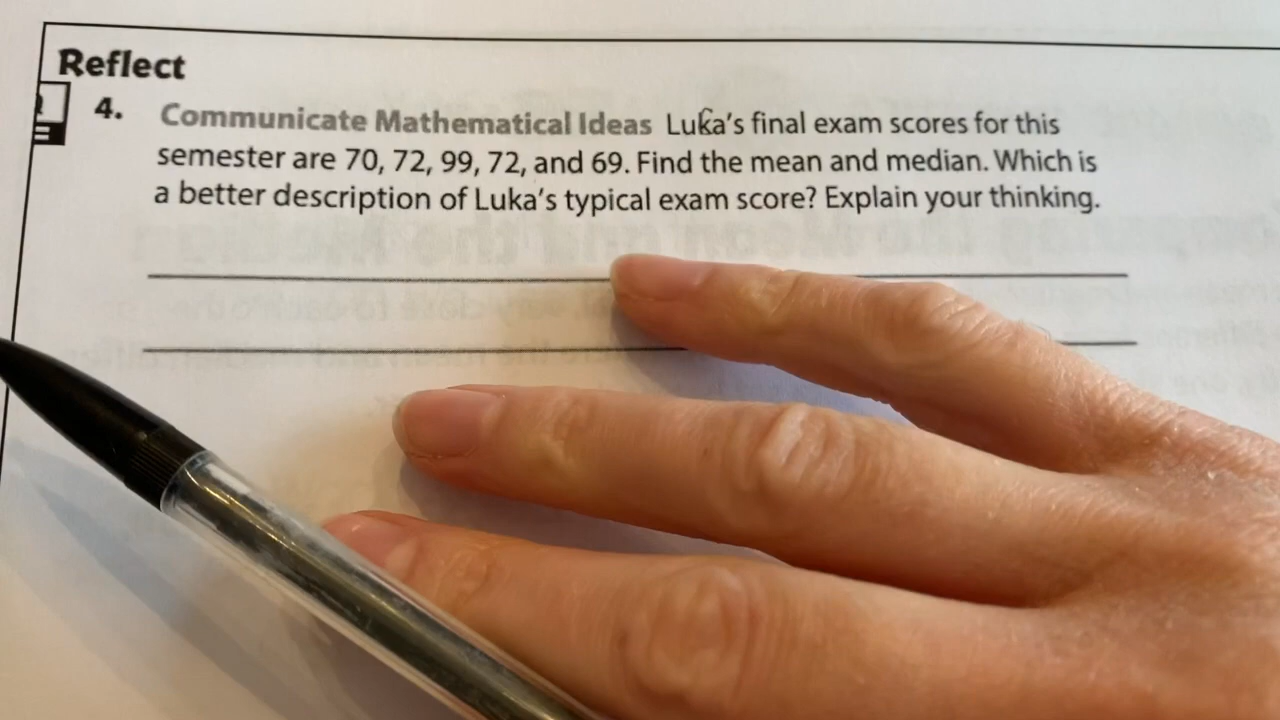 Reflect
4. Communicate Mathematical Ideas Luka's final exam scores for this
semester are 70, 72, 99, 72, and 69. Find the mean and median. Which is
a better description of Luka's typical exam score? Explain your thinking.